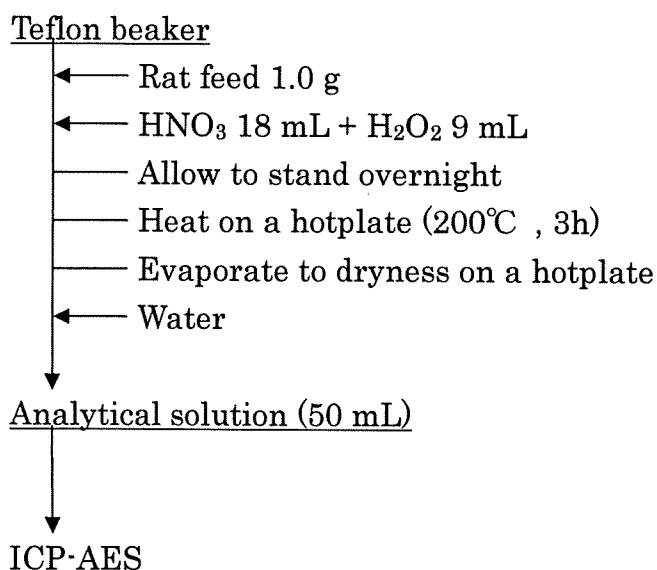 Teflon beaker
Rat feed 1.0 g
HNO₃ 18 mL + H₂O₂ 9 mL
Allow to stand overnight
Heat on a hotplate (200℃ , 3h)
Evaporate to dryness on a hotplate
Water
Analytical solution (50 mL)
ICP-AES